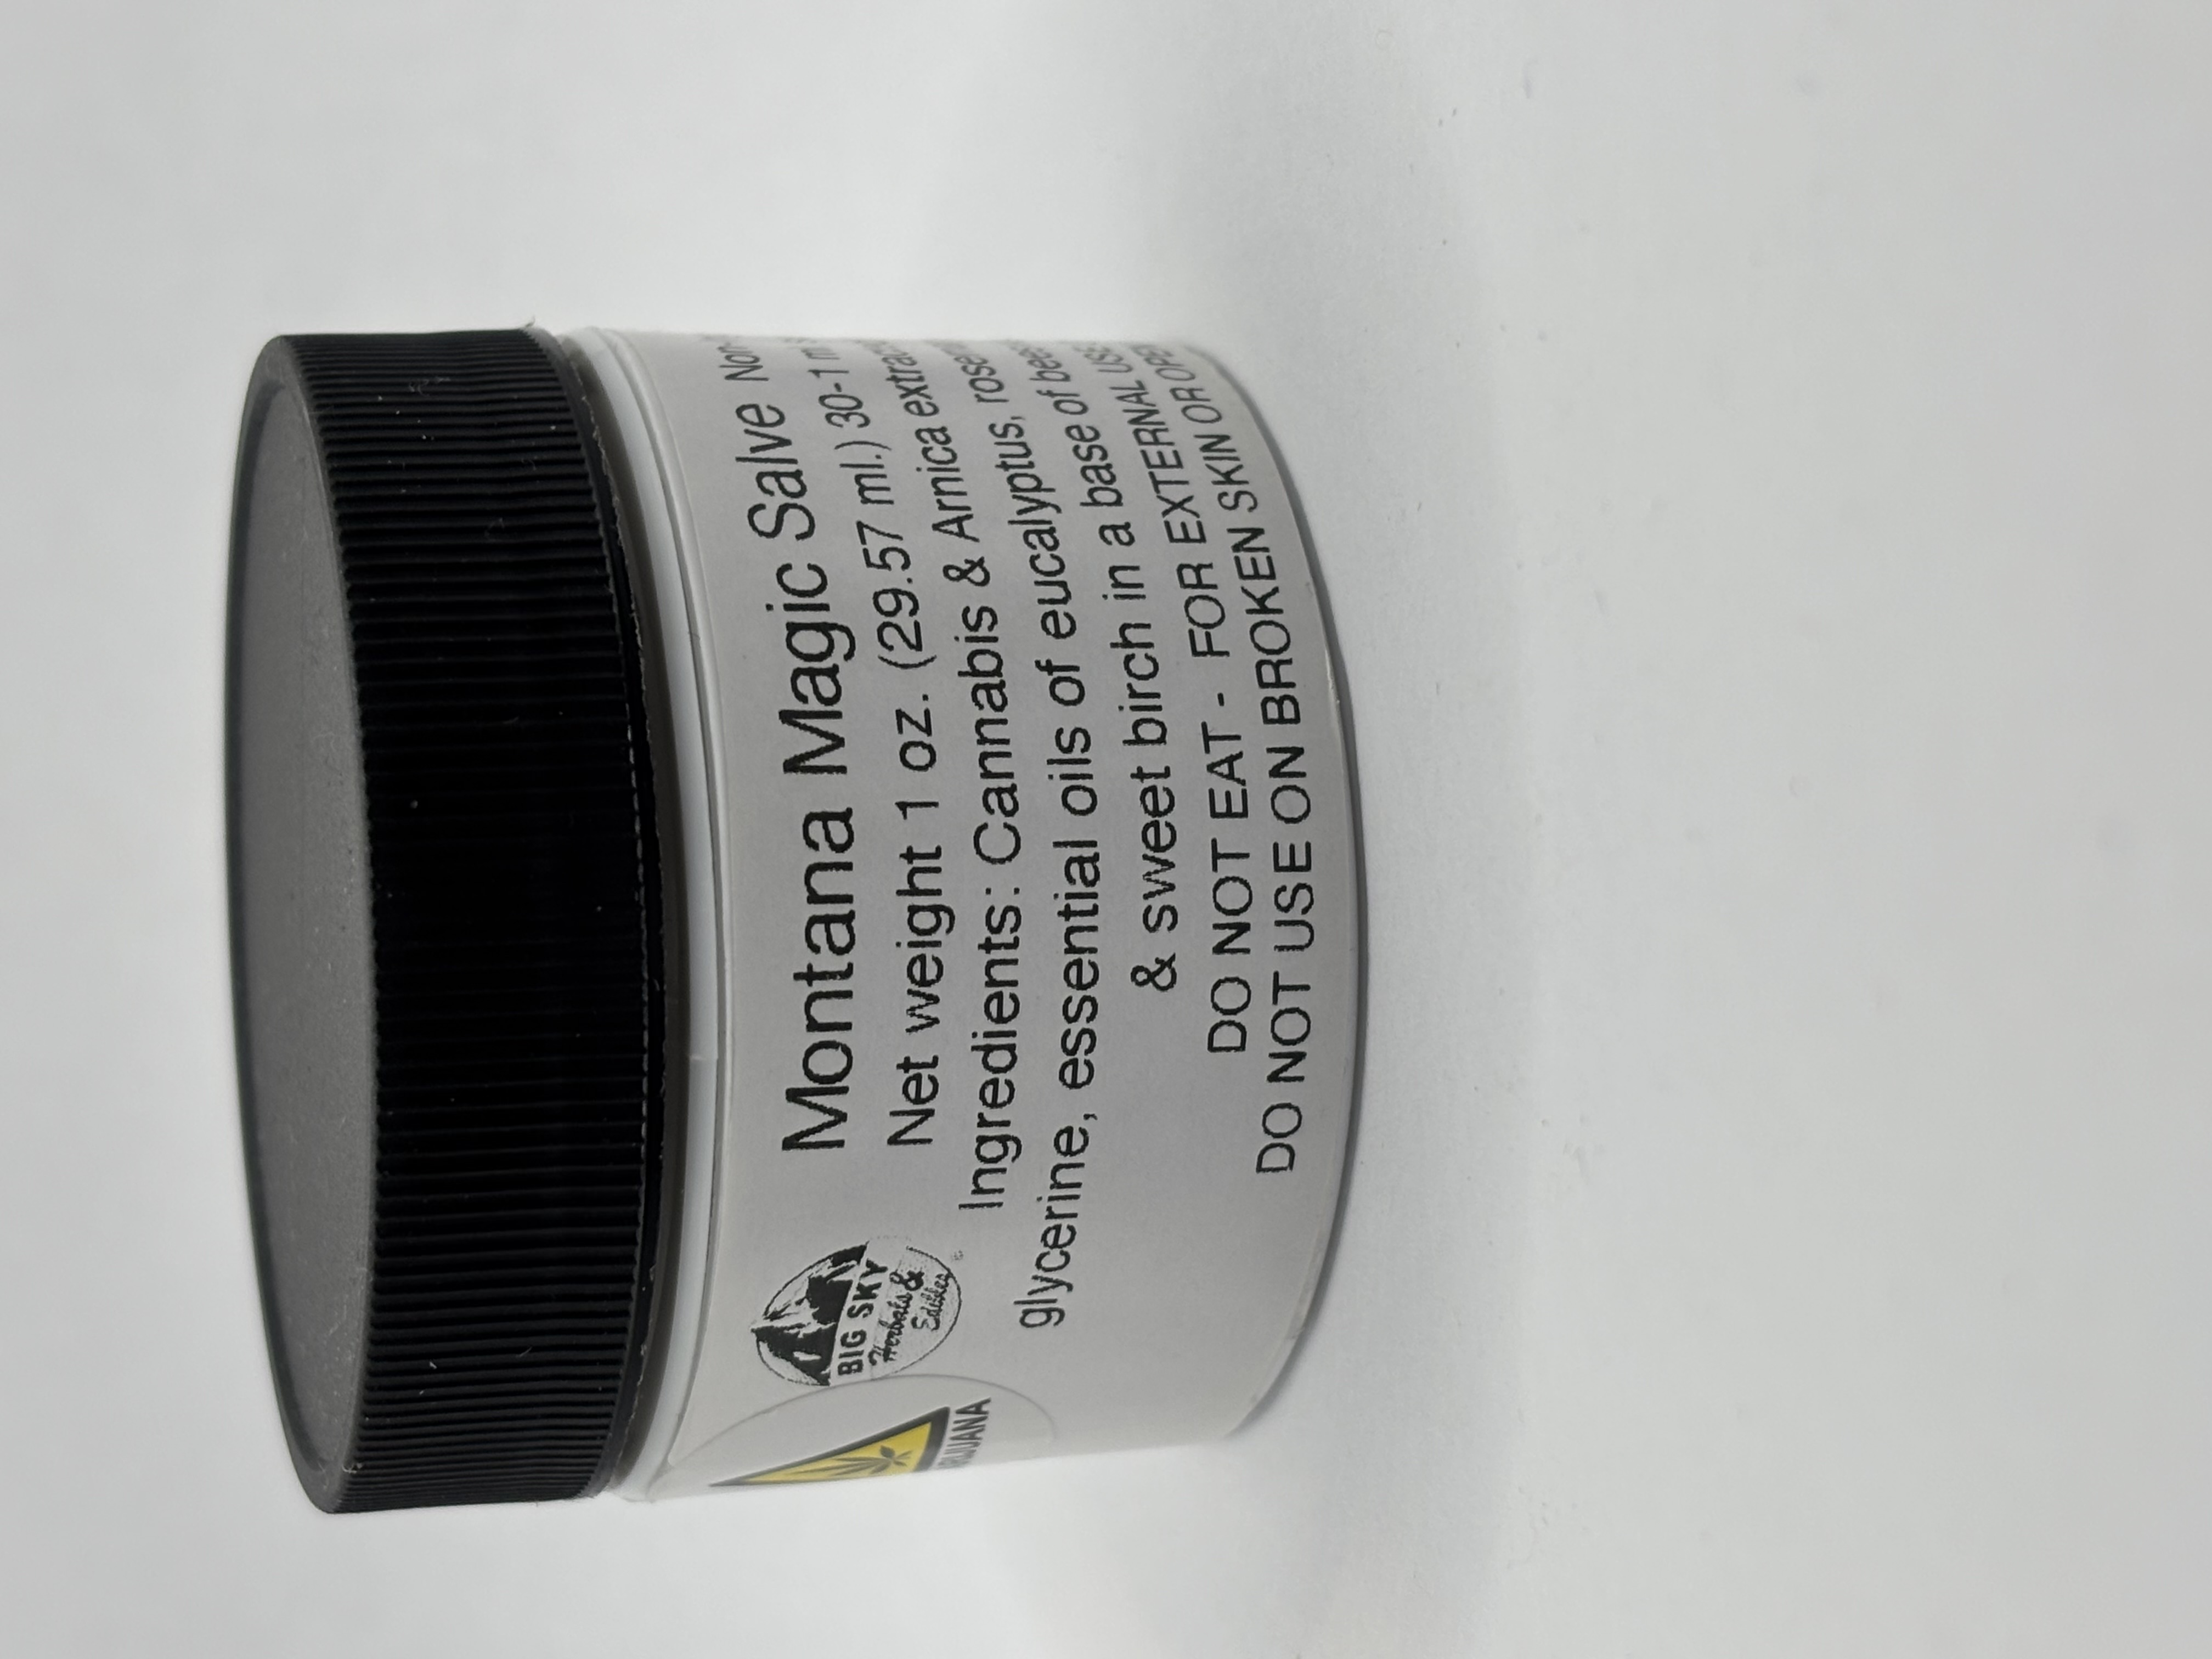 Montana Magic Salve
Net weight 1 oz. (29.57 ml.) 30-1 ml
Ingredients: Cannabis & Arnica
glycerine, essential oils of eucalyptus,
& sweet birch in a base of
DO NOT EAT - FOR EXTERNAL
DO NOT USE ON BROKEN SKIN OR
BIG SKY
Herbals &
Edibles